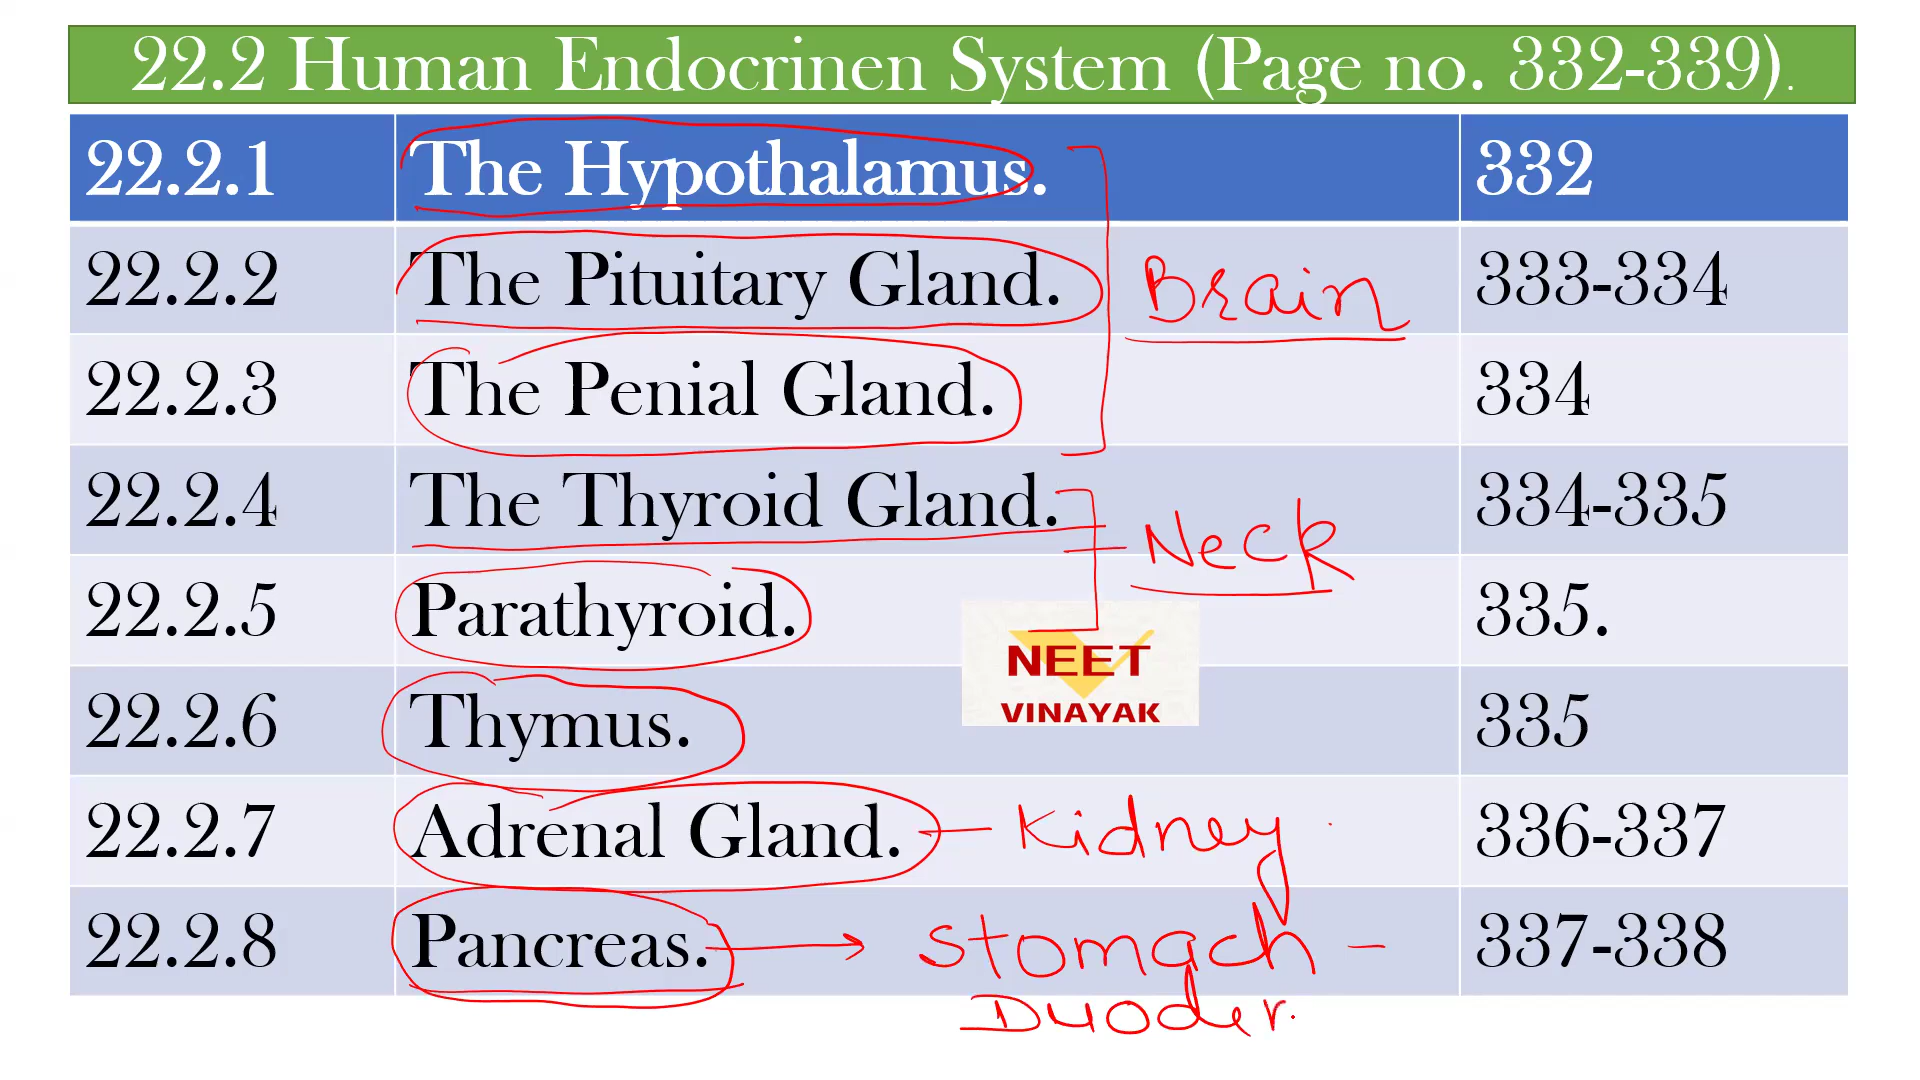 22.2 Human Endocrinen System (Page no. 332-339).
22.2.1 The Hypothalamus. 332
22.2.2 The Pituitary Gland. 333-334
Brain
22.2.3 The Penial Gland. 334
22.2.4 The Thyroid Gland. 334-335
Neck
22.2.5 Parathyroid. 335.
NEET
VINAYAK
22.2.6 Thymus. 335
22.2.7 Adrenal Gland. – Kidney 336-337
22.2.8 Pancreas. → Stomach – 337-338
Duoder.